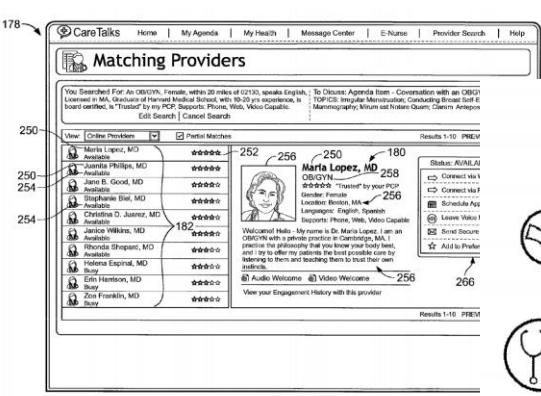 178
CareTalks Home | My Agenda | My Health | Message Center | E-Nurse | Provider Search | Help
Matching Providers
You Searched For: An OB/GYN, Female, within 20 miles of 02130, speaks English,
Licensed in MA, Graduate of Harvard Medical School, with 10-20 yrs experience, is
board certified, is "Trusted" by my PCP, Supports: Phone, Web, Video Capable.
Edit Search | Cancel Search
To Dicuss: Agenda Item - Coversation with an OBG
TOPICS: Irregular Menstruation; Conducting Breast Self-E
Mammography;
View: Online Providers Partial Matches Results 1-10 PREV
250 Maria Lopez, MD
Available
252
250 Juanita Phillips, MD
254 Available
Jane B. Good, MD
Available
Stephanie Biel, MD
254 Available
Christina D. Juarez, MD
Available
182
Janice Wilkins, MD
Available
Rhonda Shepard, MD
Available
Helena Espinal, MD
Busy
Erin Harrison, MD
Busy
Zon Franklin, MD
Busy
256 250 180
Maria Lopez, MD
OB/GYN 258
"Trusted" by your PCP
Gender: Female
Location: Boston, MA 256
Languages: English, Spanish
Supports: Phone, Web, Video Capable
Welcome! Hello - My name is Dr. Maria Lopez. I am an
OB/GYN with a private practice in Cambridge, MA. I
practice the philosophy that you know your body best,
and I try to offer my patients the best possible care by
listening to them and teaching them to trust their own
instincts.
Audio Welcome Video Welcome 256
View your Engagement History with this provider
Status: AVAILA
Connect via
Connect via
Schedule App
Leave Voice
Send Secure
Add to Prefer
266
Results 1-10 PREV